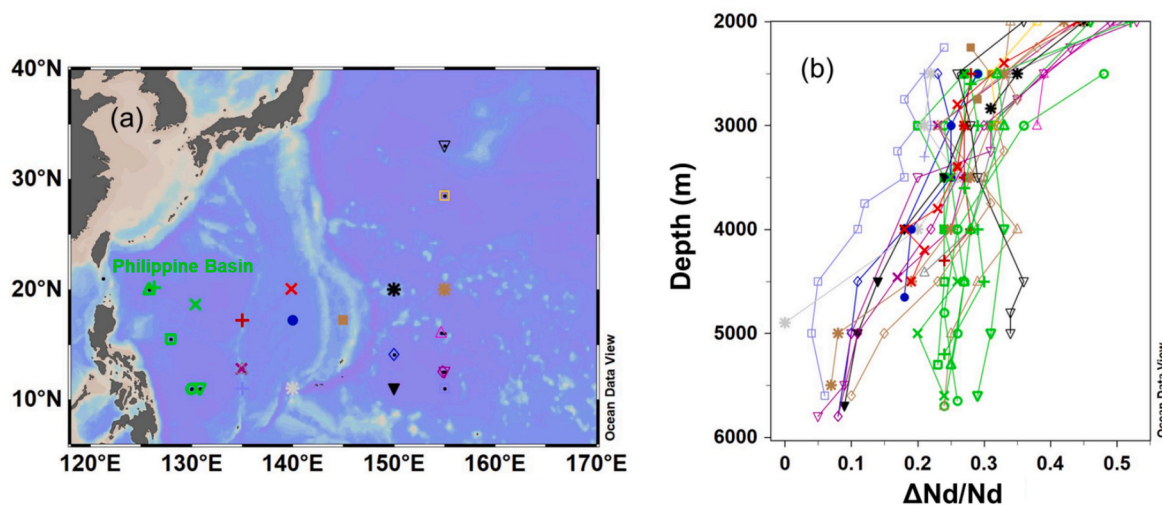 (a)
40°N
30°N
20°N
10°N
Philippine Basin
120°E 130°E 140°E 150°E 160°E 170°E
Ocean Data View
(b)
2000
3000
4000
5000
6000
Depth (m)
0 0.1 0.2 0.3 0.4 0.5
ΔNd/Nd
Ocean Data View